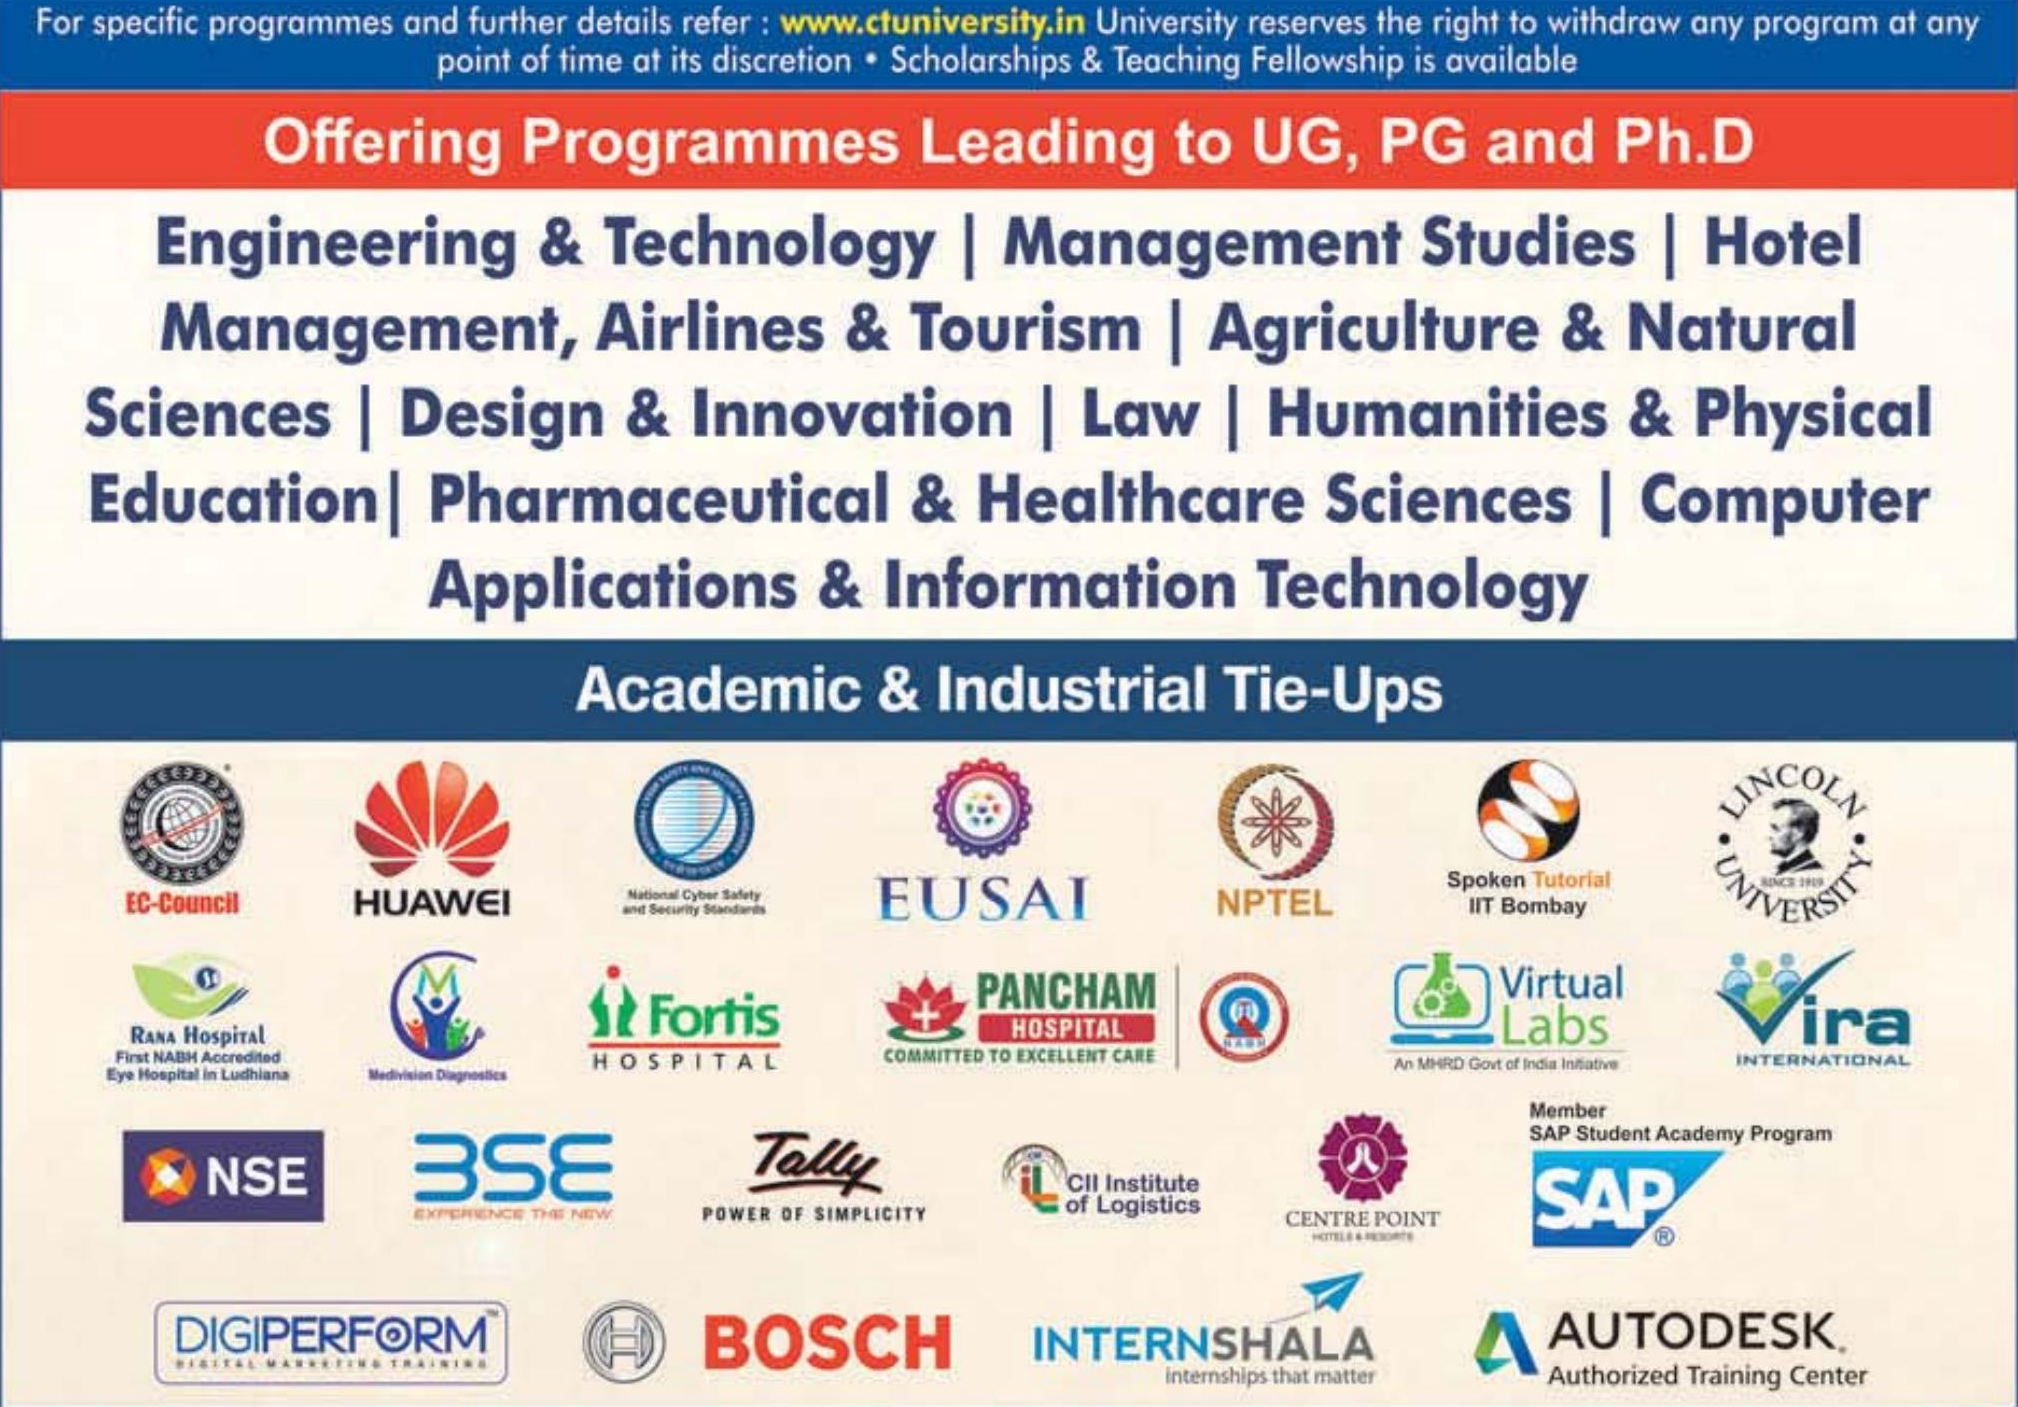 For specific programmes and further details refer : www.ctuniversity.in University reserves the right to withdraw any program at any
point of time at its discretion • Scholarships & Teaching Fellowship is available
Offering Programmes Leading to UG, PG and Ph.D
Engineering & Technology | Management Studies | Hotel
Management, Airlines & Tourism | Agriculture & Natural
Sciences | Design & Innovation | Law | Humanities & Physical
Education| Pharmaceutical & Healthcare Sciences | Computer
Applications & Information Technology
Academic & Industrial Tie-Ups
EC-Council
HUAWEI
National Cyber Safety
and Security Standards
EUSAI
NPTEL
Spoken Tutorial
IIT Bombay
LINCOLN
UNIVERSITY
SINCE 1919
RANA HOSPITAL
First NABH Accredited
Eye Hospital in Ludhiana
Medivision Diagnostics
Fortis
HOSPITAL
PANCHAM
HOSPITAL
COMMITTED TO EXCELLENT CARE
NABH
Virtual
Labs
An MHRD Govt of India Initiative
Vira
INTERNATIONAL
NSE
BSE
EXPERIENCE THE NEW
Tally
POWER OF SIMPLICITY
CII Institute
of Logistics
CENTRE POINT
HOTELS & RESORTS
Member
SAP Student Academy Program
SAP®
DIGIPERFORM™
DIGITAL MARKETING TRAINING
BOSCH
INTERNSHALA
internships that matter
AUTODESK.
Authorized Training Center